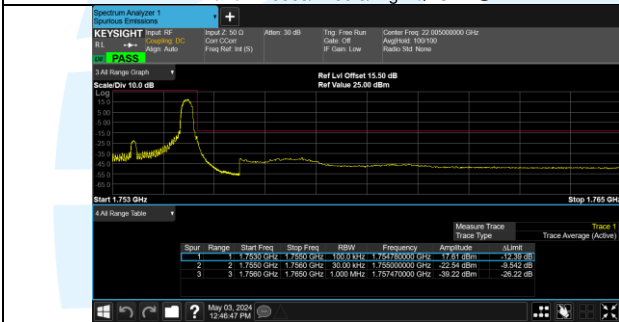 Spectrum Analyzer 1
Spurious Emissions
+
KEYSIGHT
Input: RF
Input Z: 50 Ω
Atten: 30 dB
Trig: Free Run
Center Freq: 22.005000000 GHz
RL
Coupling: DC
Corr CCorr
Gate: Off
Avg|Hold: 100/100
Align: Auto
Freq Ref: Int (S)
IF Gain: Low
Radio Std: None
PASS
3 All Range Graph
Ref Lvl Offset 15.50 dB
Scale/Div 10.0 dB
Ref Value 25.00 dBm
Log
15.0
5.00
-5.00
-15.0
-25.0
-35.0
-45.0
-55.0
-65.0
Start 1.753 GHz
Stop 1.765 GHz
4 All Range Table
Measure Trace
Trace 1
Trace Type
Trace Average (Active)
Spur Range Start Freq Stop Freq RBW Frequency Amplitude ΔLimit
1 1 1.7530 GHz 1.7550 GHz 100.0 kHz 1.754780000 GHz 17.61 dBm -12.39 dB
2 2 1.7550 GHz 1.7560 GHz 30.00 kHz 1.755000000 GHz -22.54 dBm -9.542 dB
3 3 1.7560 GHz 1.7650 GHz 1.000 MHz 1.757470000 GHz -39.22 dBm -26.22 dB
?
May 03, 2024
12:46:47 PM